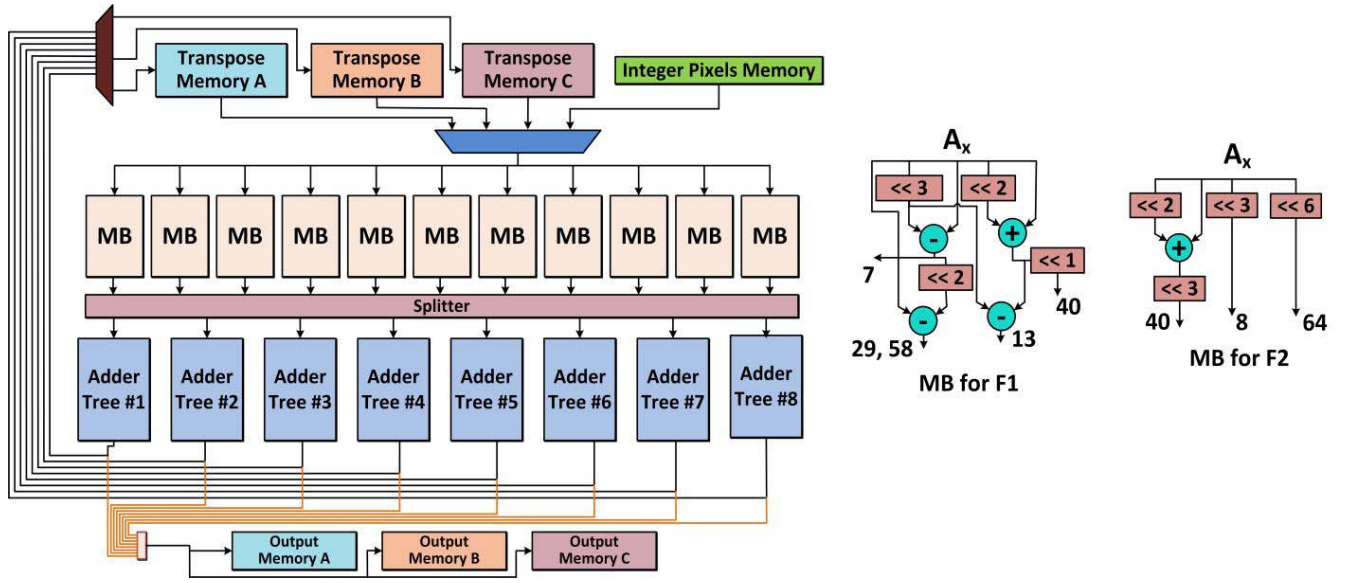 Transpose
Memory A
Transpose
Memory B
Transpose
Memory C
Integer Pixels Memory
MB
MB
MB
MB
MB
MB
MB
MB
MB
MB
MB
Splitter
Adder
Tree #1
Adder
Tree #2
Adder
Tree #3
Adder
Tree #4
Adder
Tree #5
Adder
Tree #6
Adder
Tree #7
Adder
Tree #8
Output
Memory A
Output
Memory B
Output
Memory C
Ax
<< 3
<< 2
-
+
7
<< 2
<< 1
-
-
40
29, 58
13
MB for F1
Ax
<< 2
<< 3
<< 6
+
<< 3
40
8
64
MB for F2